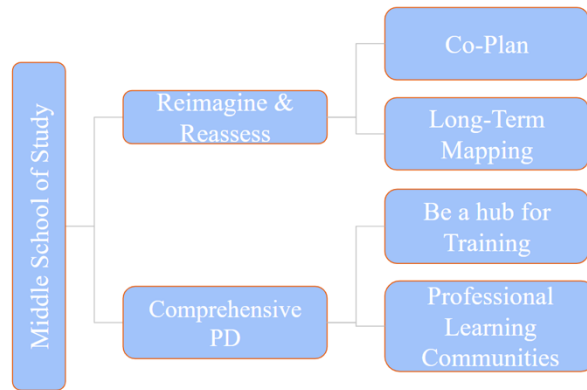 Middle School of Study
Reimagine &
Reassess
Co-Plan
Long-Term
Mapping
Comprehensive
PD
Be a hub for
Training
Professional
Learning
Communities